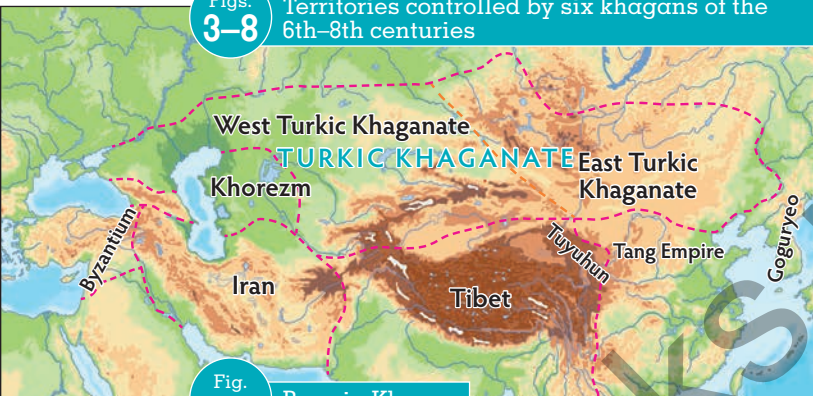 Figs.
3–8
Territories controlled by six khagans of the
6th–8th centuries
West Turkic Khaganate
TURKIC KHAGANATE
East Turkic
Khaganate
Khorezm
Byzantium
Iran
Tibet
Tuyuhun
Tang Empire
Goguryeo
Fig.